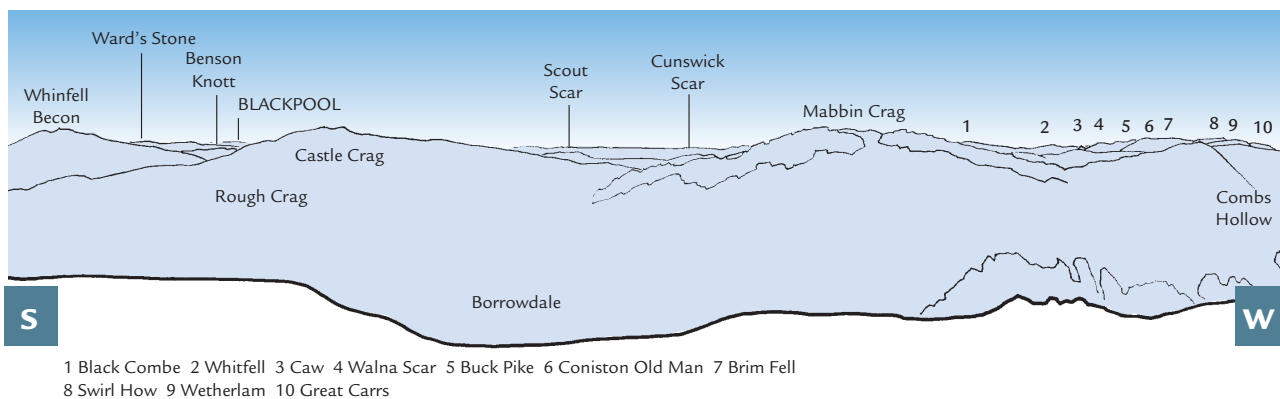 Ward's Stone
Benson
Knott
Whinfell
Becon
BLACKPOOL
Castle Crag
Rough Crag
Scout
Scar
Cunswick
Scar
Mabbin Crag
1 2 3 4 5 6 7 8 9 10
Combs
Hollow
Borrowdale
S
W
1 Black Combe 2 Whitfell 3 Caw 4 Walna Scar 5 Buck Pike 6 Coniston Old Man 7 Brim Fell
8 Swirl How 9 Wetherlam 10 Great Carrs